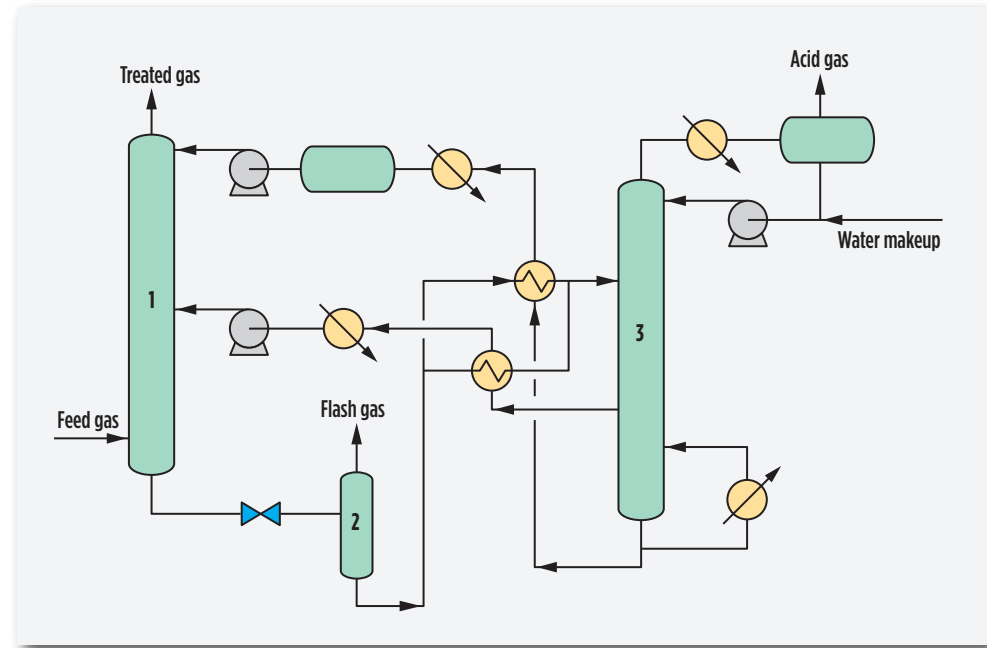 Treated gas
Acid gas
Water makeup
1
3
Flash gas
Feed gas
2